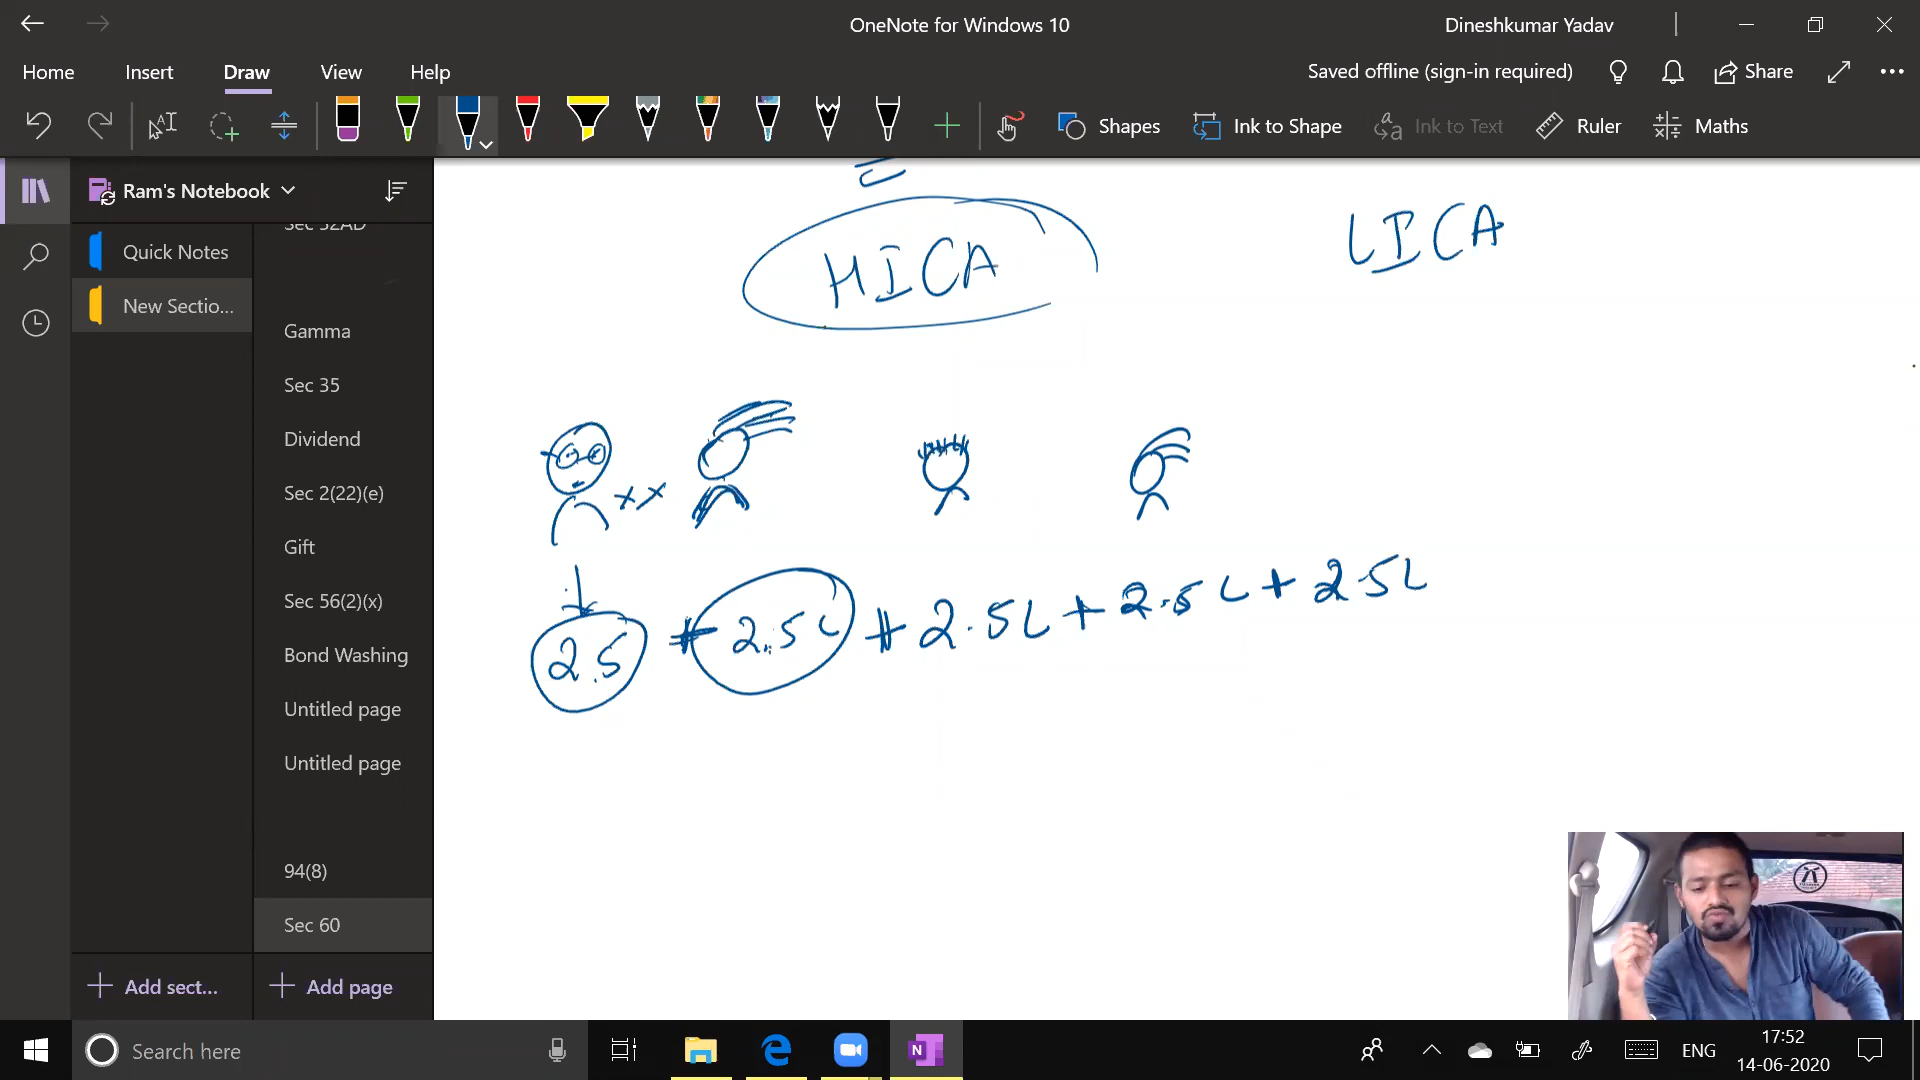 OneNote for Windows 10
Dineshkumar Yadav
Home Insert Draw View Help
Saved offline (sign-in required)
Share
Shapes
Ink to Shape
Ink to Text
Ruler
Maths
Ram's Notebook
Quick Notes
New Sectio...
Sec 32AD
Gamma
Sec 35
Dividend
Sec 2(22)(e)
Gift
Sec 56(2)(x)
Bond Washing
Untitled page
Untitled page
94(8)
Sec 60
Add sect...
Add page
HICA
LICA
xx
2.5 + 2.5L + 2.5L + 2.5L + 2.5L
Search here
ENG
17:52
14-06-2020